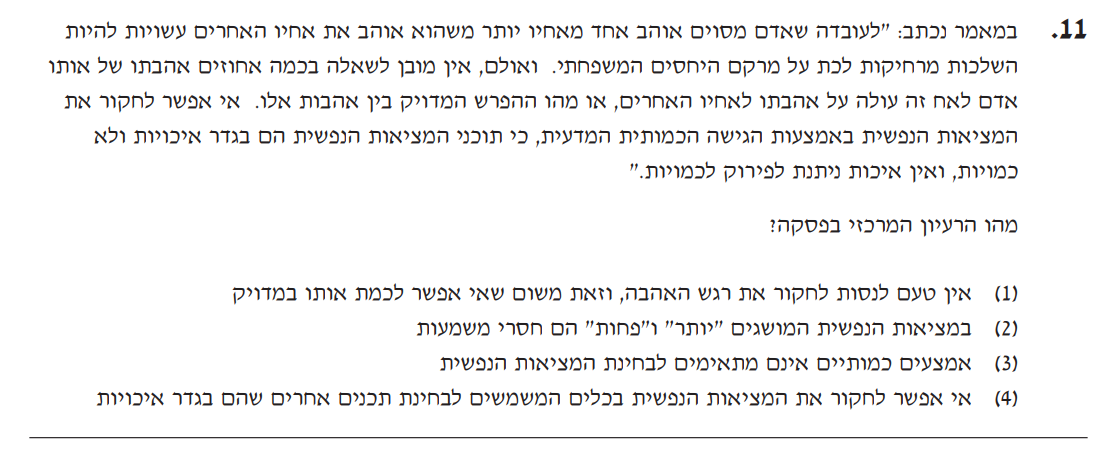 11. במאמר נכתב: "לעובדה שאדם מסוים אוהב אחד מאחיו יותר משהוא אוהב את אחיו האחרים עשויות להיות
השלכות מרחיקות לכת על מרקם היחסים המשפחתי. ואולם, אין מובן לשאלה בכמה אחוזים אהבתו של אותו
אדם לאח זה עולה על אהבתו לאחיו האחרים, או מהו ההפרש המדויק בין אהבות אלו. אי אפשר לחקור את
המציאות הנפשית באמצעות הגישה הכמותית המדעית, כי תוכני המציאות הנפשית הם בגדר איכויות ולא
כמויות, ואין איכות ניתנת לפירוק לכמויות."
מהו הרעיון המרכזי בפסקה?
(1) אין טעם לנסות לחקור את רגש האהבה, וזאת משום שאי אפשר לכמת אותו במדויק
(2) במציאות הנפשית המושגים "יותר" ו"פחות" הם חסרי משמעות
(3) אמצעים כמותיים אינם מתאימים לבחינת המציאות הנפשית
(4) אי אפשר לחקור את המציאות הנפשית בכלים המשמשים לבחינת תכנים אחרים שהם בגדר איכויות